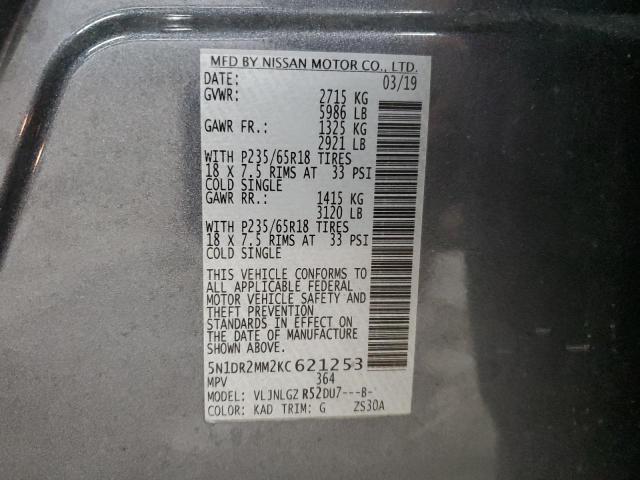 MFD BY NISSAN MOTOR CO., LTD.
DATE: 03/19
GVWR: 2715 KG
5986 LB
GAWR FR.: 1325 KG
2921 LB
WITH P235/65R18 TIRES
18 X 7.5 RIMS AT 33 PSI
COLD SINGLE
GAWR RR.: 1415 KG
3120 LB
WITH P235/65R18 TIRES
18 X 7.5 RIMS AT 33 PSI
COLD SINGLE
THIS VEHICLE CONFORMS TO
ALL APPLICABLE FEDERAL
MOTOR VEHICLE SAFETY AND
THEFT PREVENTION
STANDARDS IN EFFECT ON
THE DATE OF MANUFACTURE
SHOWN ABOVE.
5N1DR2MM2KC621253
MPV 364
MODEL: VLJNLGZ R52DU7---B-
COLOR: KAD TRIM: G ZS30A